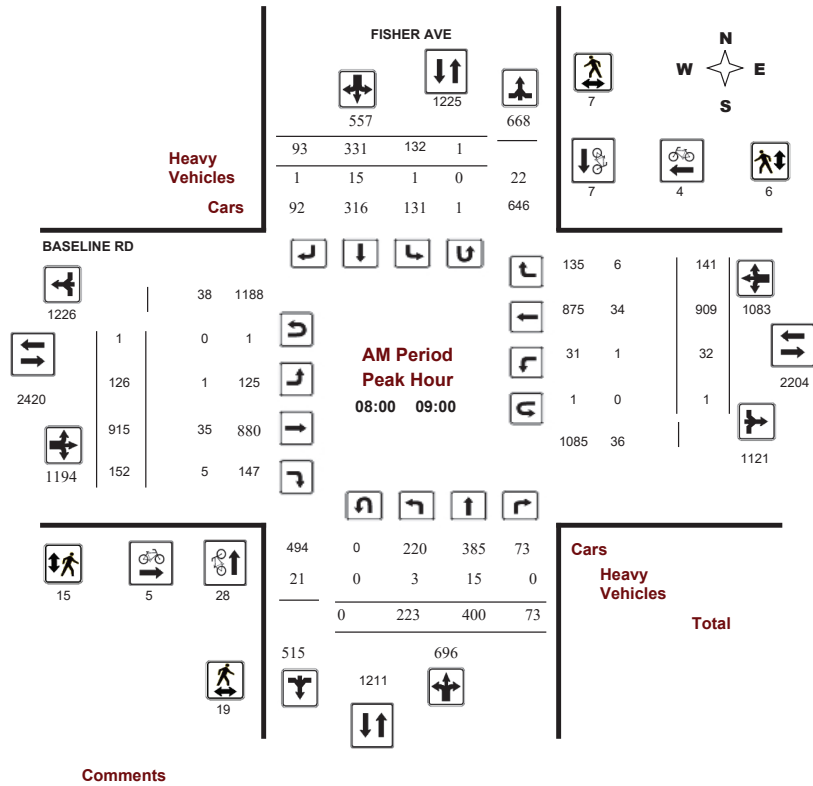 FISHER AVE
N
W E
S
1225
7
557 668
93 331 132 1
Heavy
Vehicles
1 15 1 0 22
7 4 6
Cars
92 316 131 1 646
BASELINE RD
135 6 141
1226
38 1188
875 34 909 1083
1 0 1
AM Period
31 1 32
Peak Hour
126 1 125
2420
08:00 09:00
2204
1 0 1
915 35 880
1085 36
1121
1194
152 5 147
494 0 220 385 73
Cars
21 0 3 15 0
Heavy
Vehicles
15 5 28
0 223 400 73
Total
515 696
1211
19
Comments